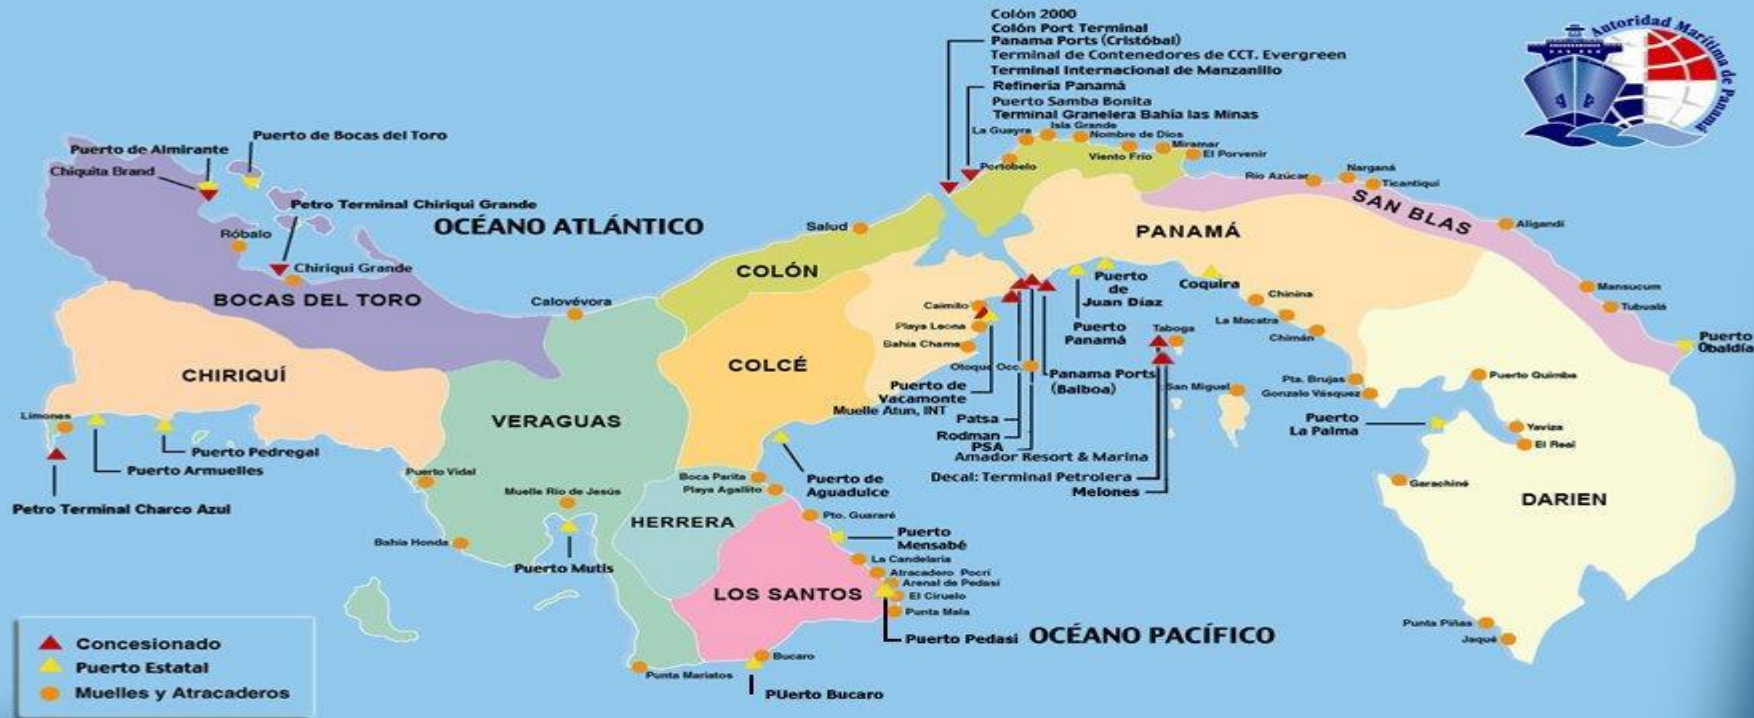 Colón 2000
Colón Port Terminal
Panama Ports (Cristóbal)
Terminal de Contenedores de CCT. Evergreen
Terminal Internacional de Manzanillo
Refinería Panamá
Puerto Samba Bonita
Terminal Granelera Bahía las Minas
Autoridad Marítima de Panamá
La Guayra
Isla Grande
Nombre de Dios
Viento Frío
Miramar
El Porvenir
Portobelo
Puerto de Bocas del Toro
Puerto de Almirante
Chiquita Brand
Petro Terminal Chiriqui Grande
OCÉANO ATLÁNTICO
Róbalo
Chiriqui Grande
BOCAS DEL TORO
Calovévora
Salud
COLÓN
Río Azúcar
Narganá
Ticantiquí
SAN BLAS
Aligandí
Mansucum
Tubualá
Puerto
Obaldía
PANAMÁ
Puerto
de
Juan Díaz
Coquira
Chinina
La Macatra
Chimán
Puerto
Panamá
Taboga
Caimito
Playa Leona
Bahía Chame
Otoque Occ.
Panama Ports
(Balboa)
San Miguel
Pta. Brujas
Gonzalo Vásquez
Puerto Quimba
Puerto
La Palma
Yaviza
El Real
Garachiné
DARIEN
Punta Piñas
Jaqué
CHIRIQUÍ
Limones
Puerto Pedregal
Puerto Armuelles
Petro Terminal Charco Azul
VERAGUAS
COLCÉ
Puerto de
Vacamonte
Muelle Atun, INT
Patsa
Rodman
PSA
Amador Resort & Marina
Decal: Terminal Petrolera
Melones
Puerto Vidal
Muelle Río de Jesús
Bahía Honda
Puerto Mutis
Boca Parita
Playa Agallito
Puerto de
Aguadulce
HERRERA
Pto. Guararé
Puerto
Mensabé
La Candelaria
Atracadero Pocrí
Arenal de Pedasí
El Ciruelo
Punta Mala
LOS SANTOS
Puerto Pedasi
OCÉANO PACÍFICO
Bucaro
Punta Mariatos
PUerto Bucaro
Concesionado
Puerto Estatal
Muelles y Atracaderos